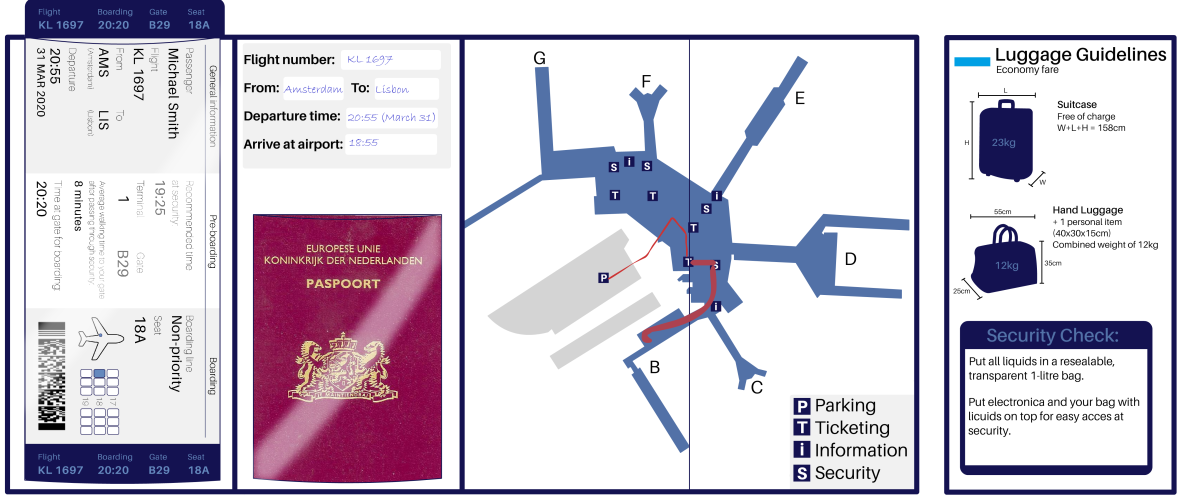 Flight Boarding Gate Seat
KL 1697 20:20 B29 18A
General information
Passenger
Michael Smith
Flight
KL 1697
From To
AMS LIS
(Amsterdam) (Lisbon)
Departure
20:55
31 MAR 2020
Pre-boarding
Recommended time
at security
19:25
Terminal Gate
1 B29
Average walking time to your gate
after passing through security
8 minutes
Time at gate for boarding
20:20
Boarding
Boarding line
Non-priority
Seat
18A
17
18
19
Flight Boarding Gate Seat
KL 1697 20:20 B29 18A
Flight number: KL 1697
From: Amsterdam To: Lisbon
Departure time: 20:55 (March 31)
Arrive at airport: 18:55
EUROPESE UNIE
KONINKRIJK DER NEDERLANDEN
PASPOORT
JE MAINTIENDRAI
G
F
E
S i S
T T
i
S
T
T S
P
D
i
B
C
P Parking
T Ticketing
i Information
S Security
Luggage Guidelines
Economy fare
L
H
23kg
W
Suitcase
Free of charge
W+L+H = 158cm
55cm
12kg
35cm
25cm
Hand Luggage
+ 1 personal item
(40x30x15cm)
Combined weight of 12kg
Security Check:
Put all liquids in a resealable,
transparent 1-litre bag.
Put electronica and your bag with
licuids on top for easy acces at
security.